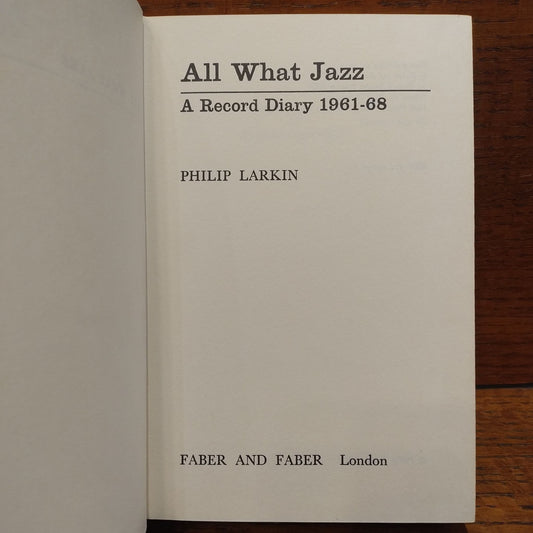 All What Jazz
A Record Diary 1961-68
PHILIP LARKIN
FABER AND FABER London